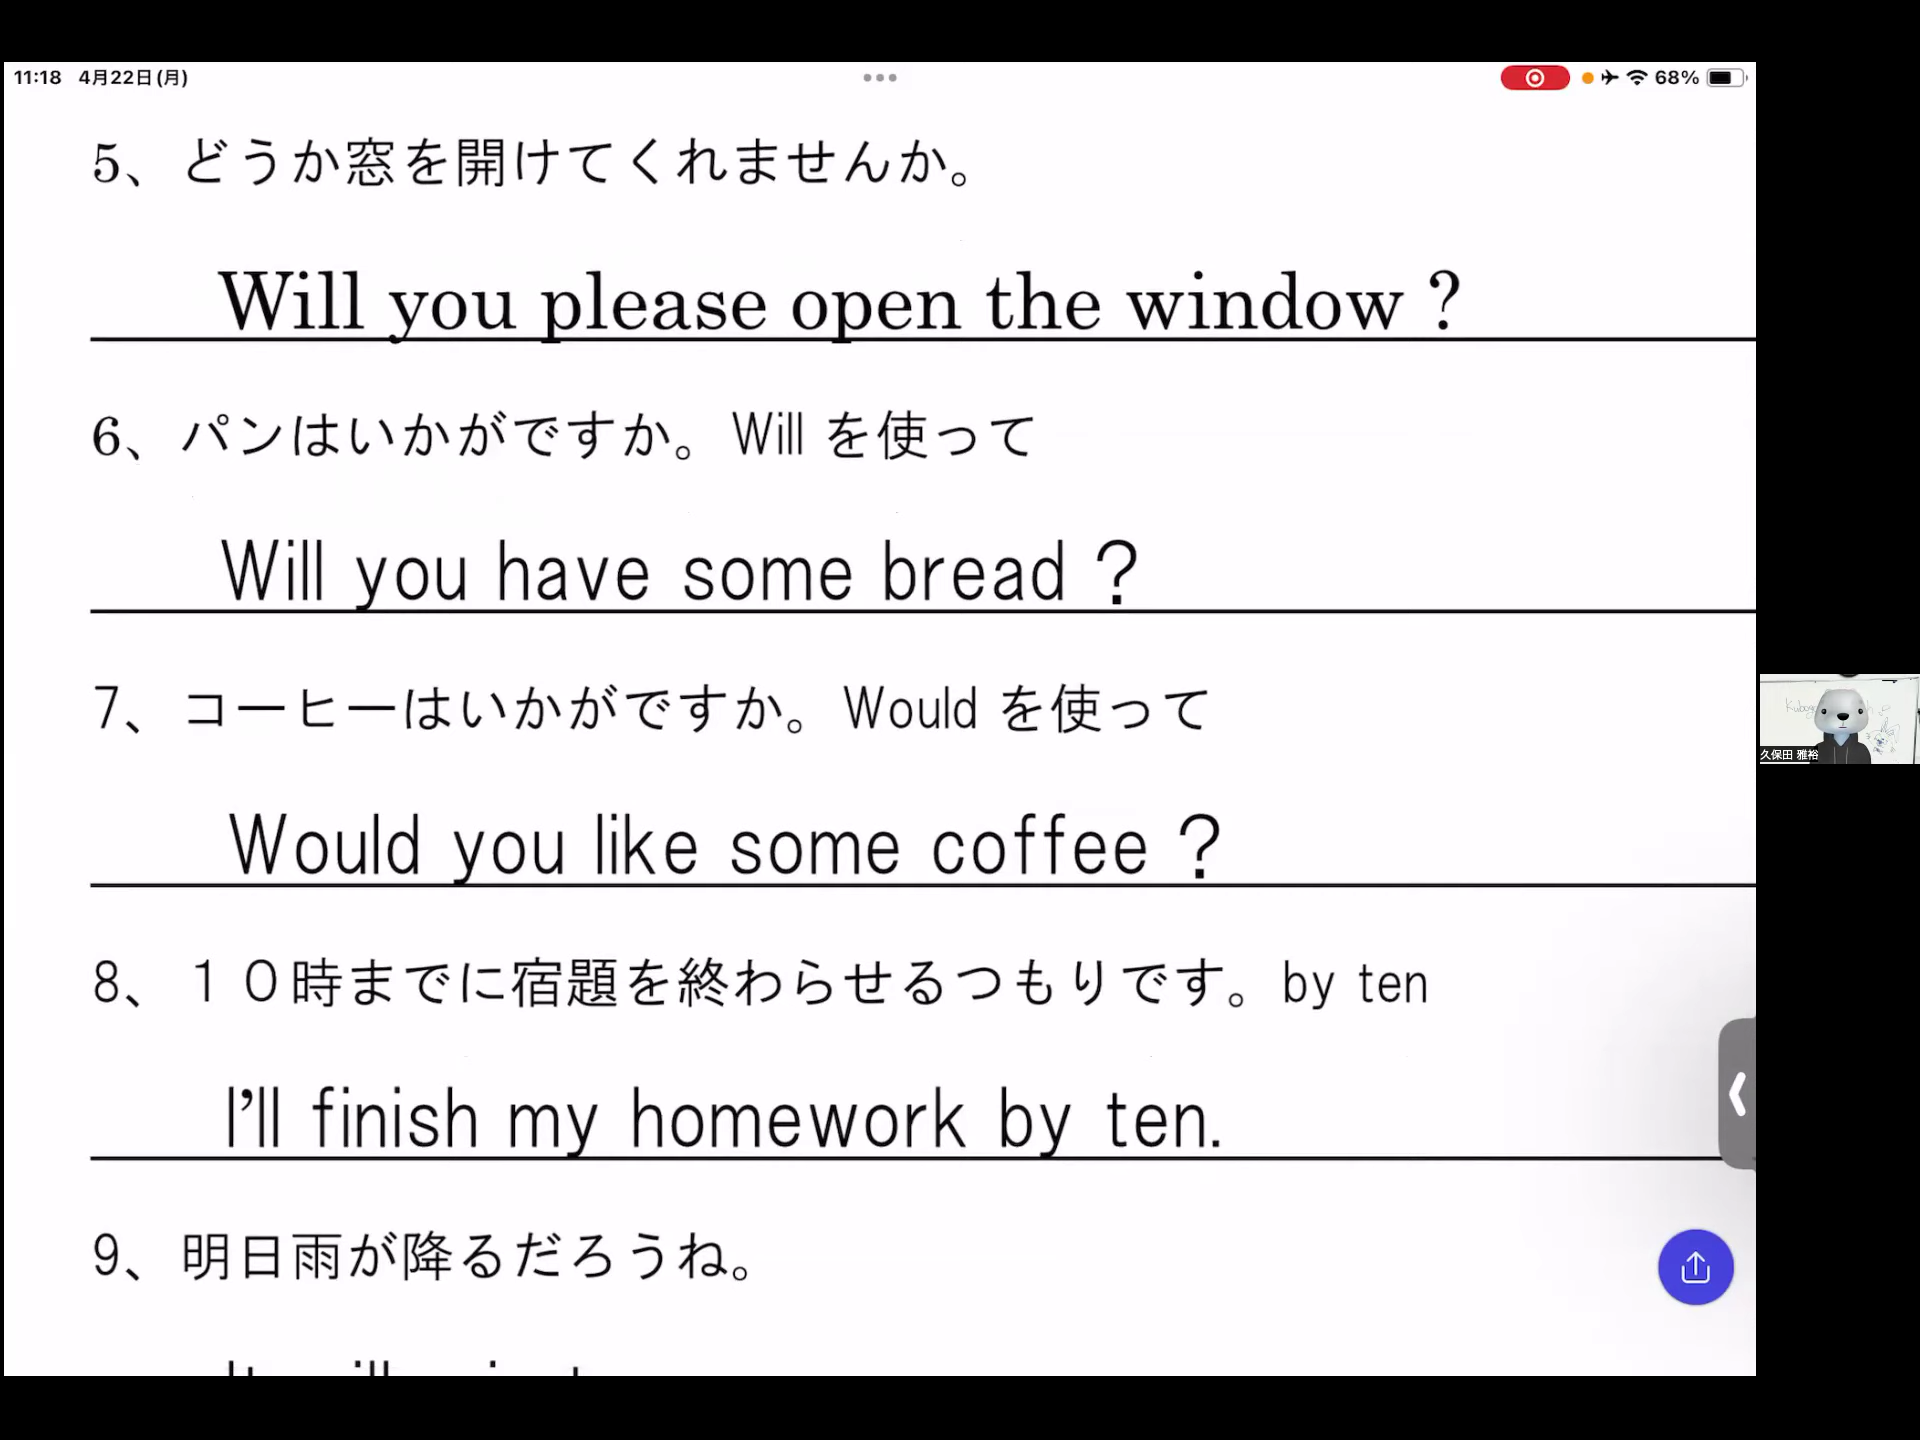 11:18 4月22日(月)
68%
5、どうか窓を開けてくれませんか。
Will you please open the window ?
6、パンはいかがですか。Will を使って
Will you have some bread ?
7、コーヒーはいかがですか。Would を使って
Would you like some coffee ?
8、１０時までに宿題を終わらせるつもりです。by ten
I’ll finish my homework by ten.
9、明日雨が降るだろうね。
久保田 雅裕